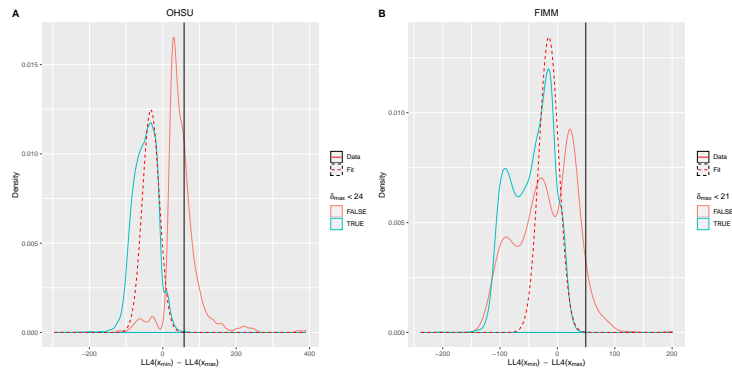 A
OHSU
Density
0.015
0.010
0.005
0.000
−200
0
200
400
LL4(xmin) − LL4(xmax)
Data
Fit
δmax < 24
FALSE
TRUE
B
FIMM
Density
0.010
0.005
0.000
−200
−100
0
100
200
LL4(xmin) − LL4(xmax)
Data
Fit
δmax < 21
FALSE
TRUE